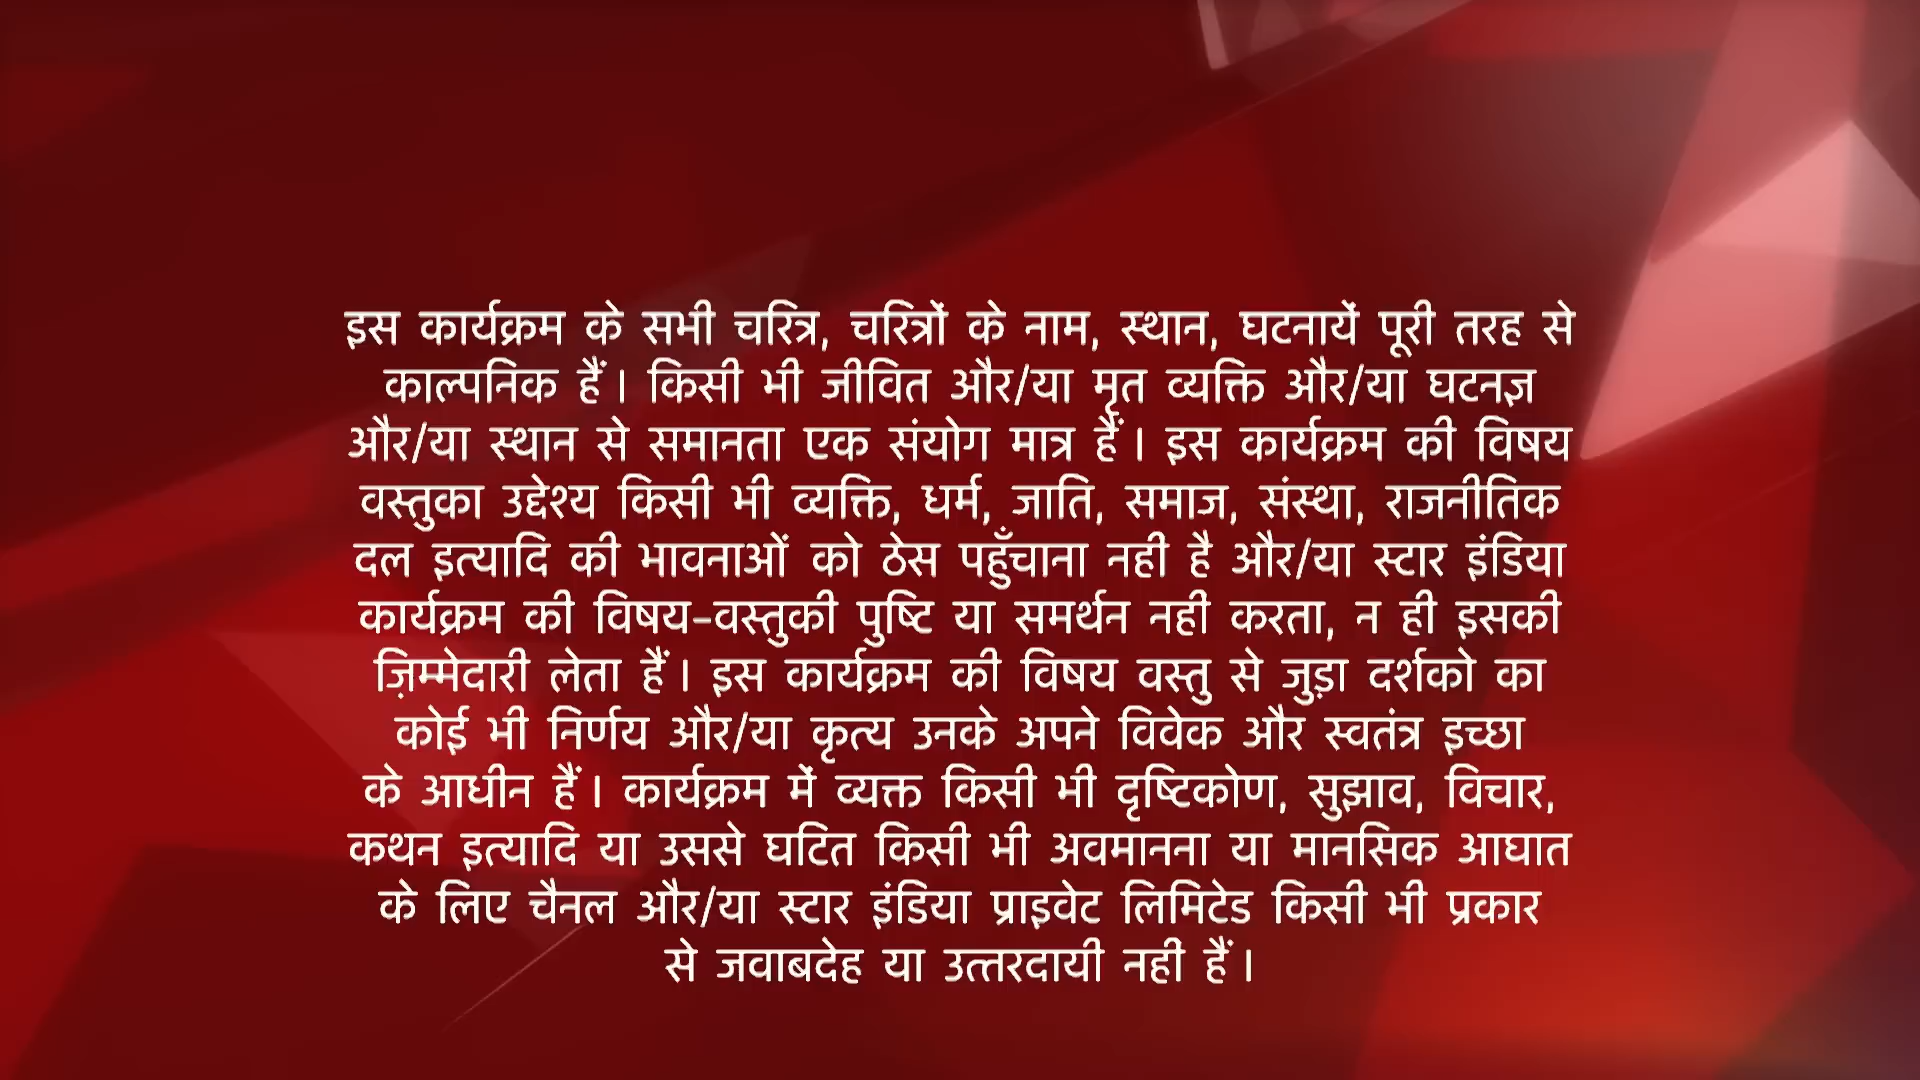 इस कार्यक्रम के सभी चरित्र, चरित्रों के नाम, स्थान, घटनायें पूरी तरह से
काल्पनिक हैं। किसी भी जीवित और/या मृत व्यक्ति और/या घटनज्ञ
और/या स्थान से समानता एक संयोग मात्र हैं। इस कार्यक्रम की विषय
वस्तुका उद्देश्य किसी भी व्यक्ति, धर्म, जाति, समाज, संस्था, राजनीतिक
दल इत्यादि की भावनाओं को ठेस पहुँचाना नही है और/या स्टार इंडिया
कार्यक्रम की विषय-वस्तुकी पुष्टि या समर्थन नही करता, न ही इसकी
ज़िम्मेदारी लेता हैं। इस कार्यक्रम की विषय वस्तु से जुड़ा दर्शको का
कोई भी निर्णय और/या कृत्य उनके अपने विवेक और स्वतंत्र इच्छा
के आधीन हैं। कार्यक्रम में व्यक्त किसी भी दृष्टिकोण, सुझाव, विचार,
कथन इत्यादि या उससे घटित किसी भी अवमानना या मानसिक आघात
के लिए चैनल और/या स्टार इंडिया प्राइवेट लिमिटेड किसी भी प्रकार
से जवाबदेह या उत्तरदायी नही हैं।